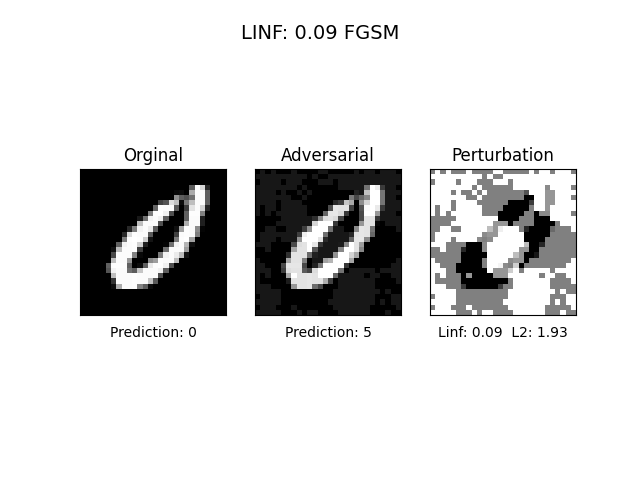 LINF: 0.09 FGSM
Orginal Adversarial Perturbation
Prediction: 0 Prediction: 5 Linf: 0.09 L2: 1.93